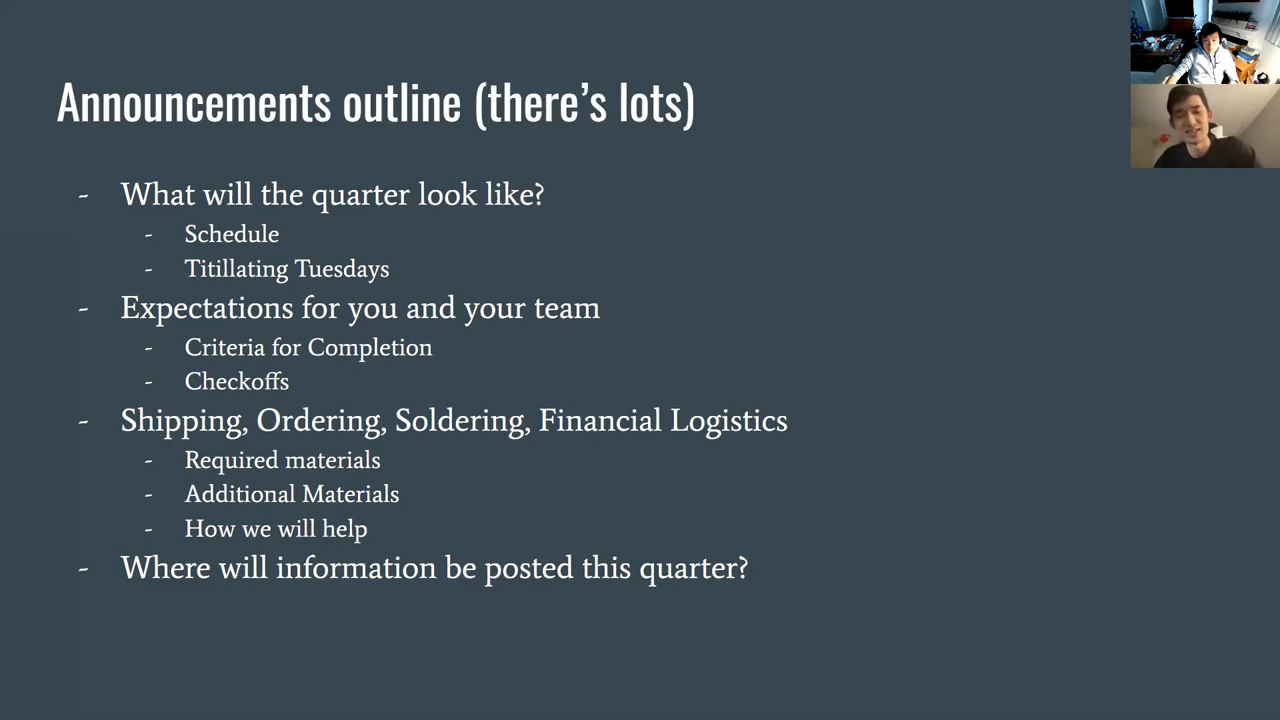 Announcements outline (there's lots)
- What will the quarter look like?
- Schedule
- Titillating Tuesdays
- Expectations for you and your team
- Criteria for Completion
- Checkoffs
- Shipping, Ordering, Soldering, Financial Logistics
- Required materials
- Additional Materials
- How we will help
- Where will information be posted this quarter?